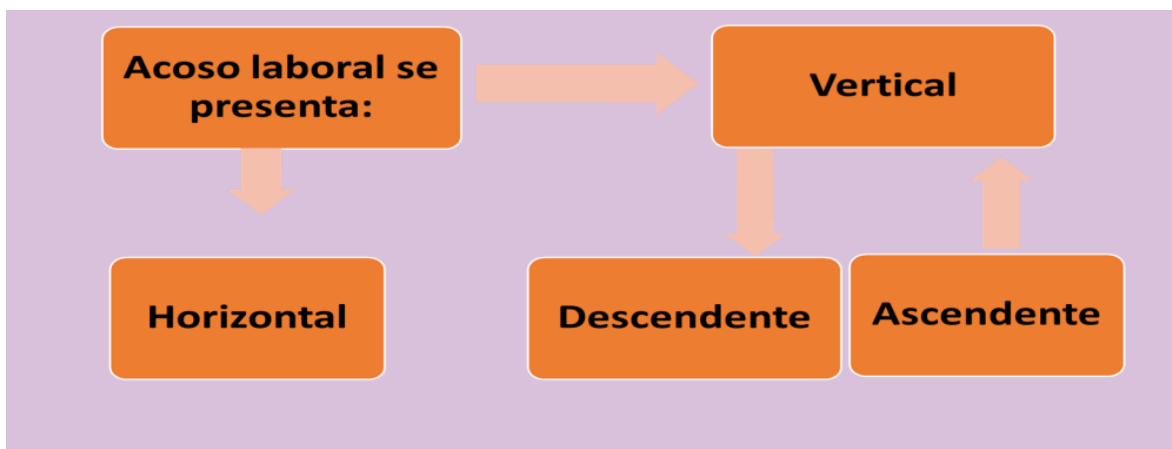 Acoso laboral se
presenta:
Vertical
Horizontal
Descendente
Ascendente